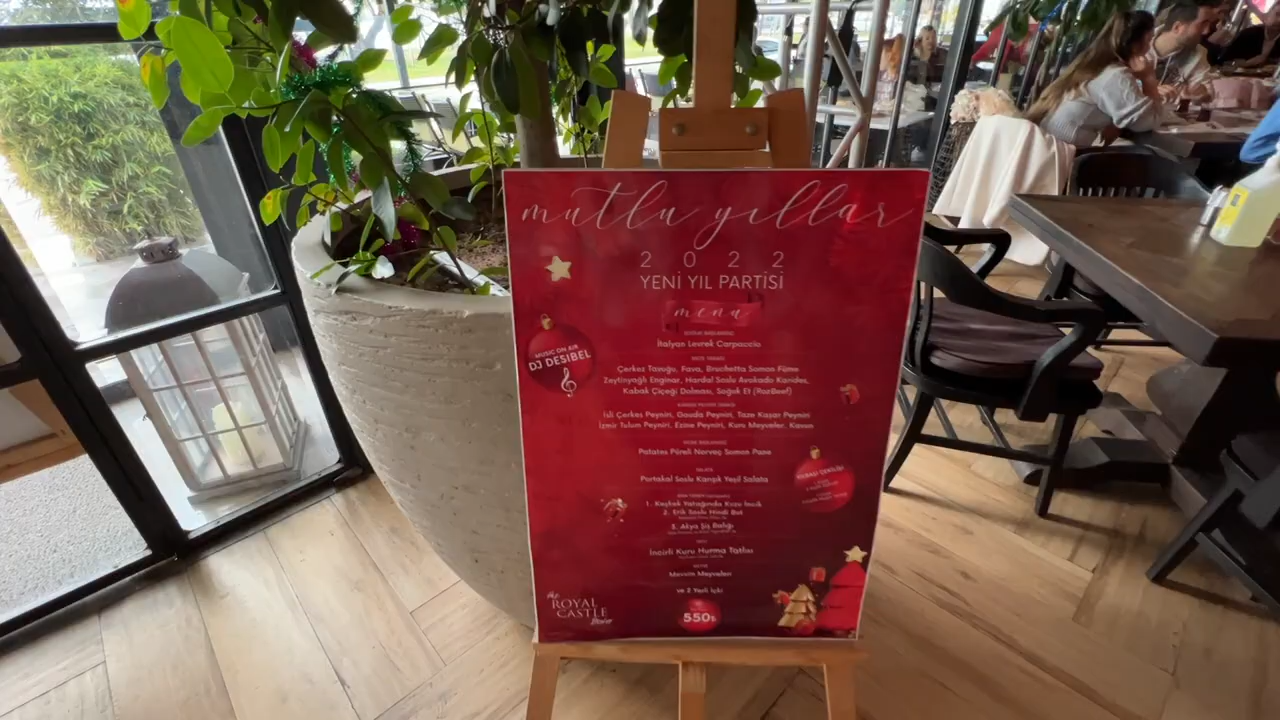 mutlu yıllar
2022
YENİ YIL PARTİSİ
menu
İtalyan Levrek Carpaccio
MUSIC ON AIR
DJ DESIBEL
Çerkez Tavuğu, Fava, Bruchetta Somon Füme
Zeytinyağlı Enginar, Hardal Soslu Avokado Karides,
Kabak Çiçeği Dolması, Soğuk Et (RozBeef)
İsli Çerkes Peyniri, Gouda Peyniri, Taze Kaşar Peyniri
İzmir Tulum Peyniri, Ezine Peyniri, Kuru Meyveler, Kavun
Patates Püreli Norveç Somon Pane
SALATA
Portakal Soslu Karışık Yeşil Salata
1. Keşkek Yatağında Kuzu İncik
2. Erik Soslu Hindi But
3. Akya Şiş Balığı
İncirli Kuru Hurma Tatlısı
Mevsim Meyveleri
ve 2 Yerli İçki
550₺
the
ROYAL
CASTLE